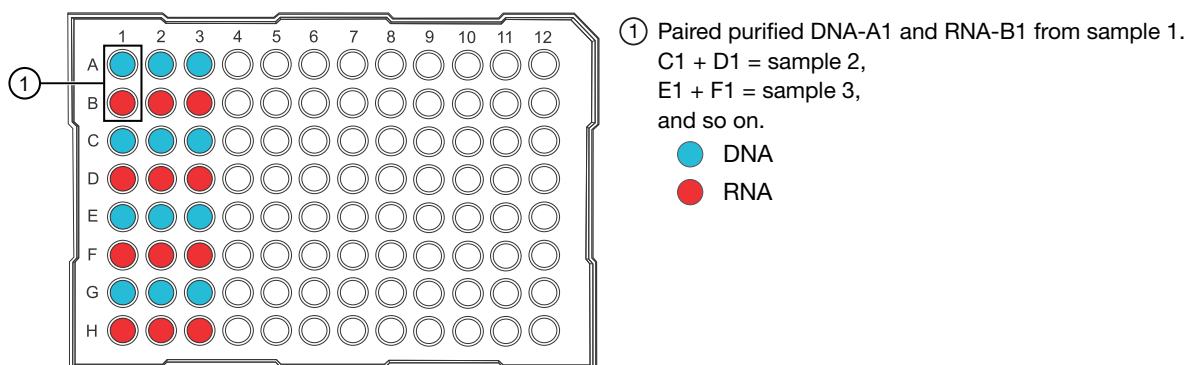 1 2 3 4 5 6 7 8 9 10 11 12
A
B
C
D
E
F
G
H
1
1 Paired purified DNA-A1 and RNA-B1 from sample 1.
C1 + D1 = sample 2,
E1 + F1 = sample 3,
and so on.
DNA
RNA